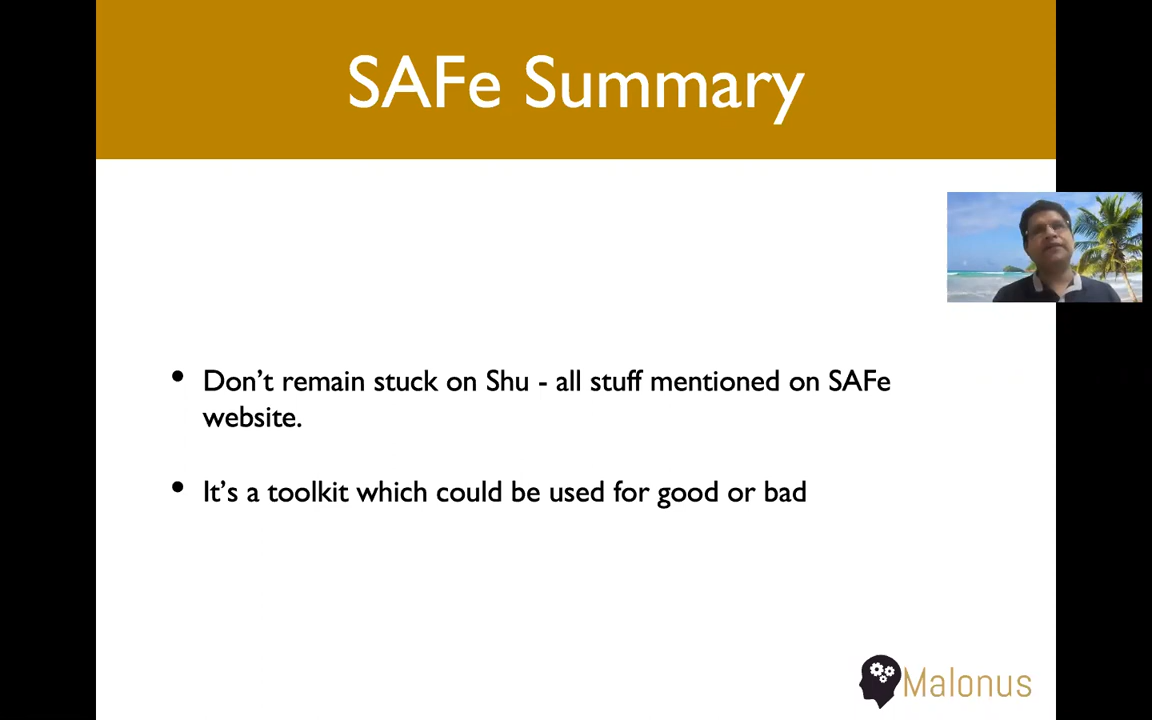 SAFe Summary
• Don't remain stuck on Shu - all stuff mentioned on SAFe
website.
• It's a toolkit which could be used for good or bad
Malonus